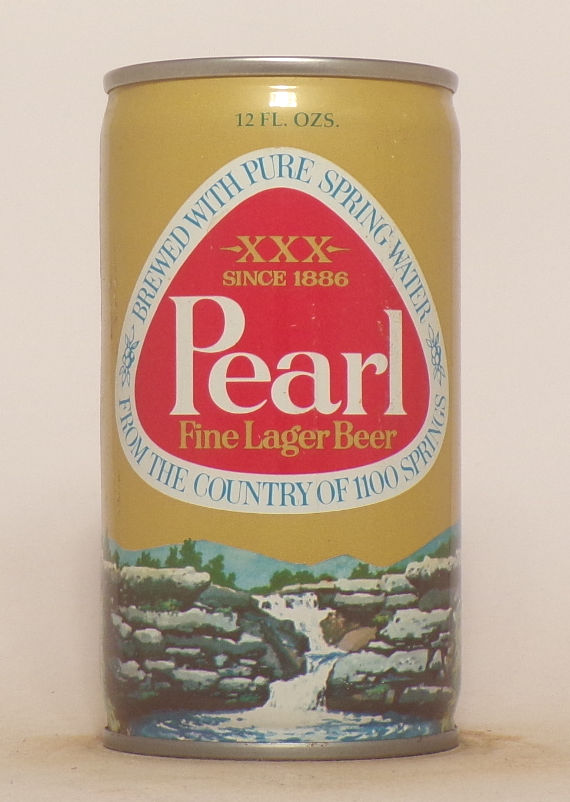 12 FL. OZS.
BREWED WITH PURE SPRING WATER
XXX
SINCE 1886
Pearl
Fine Lager Beer
FROM THE COUNTRY OF 1100 SPRINGS